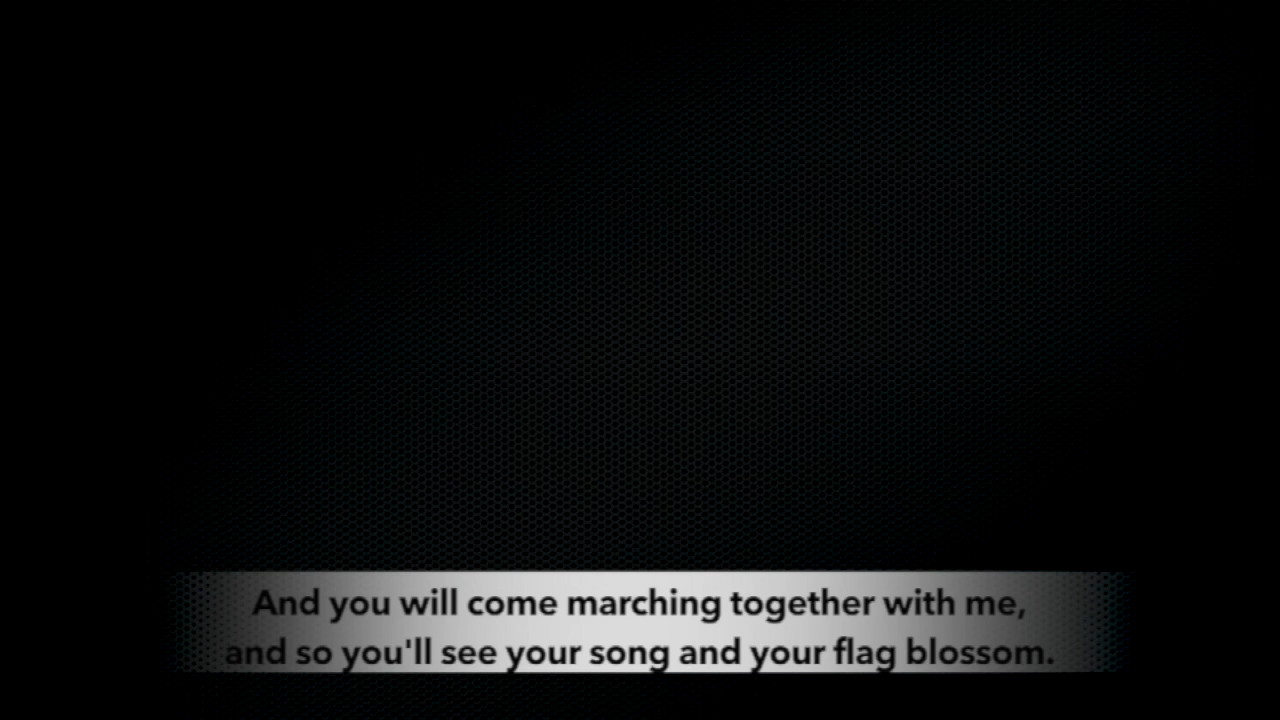 And you will come marching together with me,
and so you'll see your song and your flag blossom.